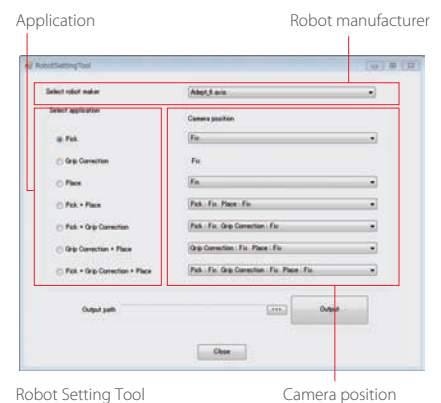 Application Robot manufacturer
RobotSettingTool
Select robot maker Adept_6 axis
Select application Camera position
Pick Fix
Grip Correction Fix
Place Fix
Pick + Place Pick : Fix Place : Fix
Pick + Grip Correction Pick : Fix Grip Correction : Fix
Grip Correction + Place Grip Correction : Fix Place : Fix
Pick + Grip Correction + Place Pick : Fix Grip Correction : Fix Place : Fix
Output path ... Output
Close
Robot Setting Tool Camera position